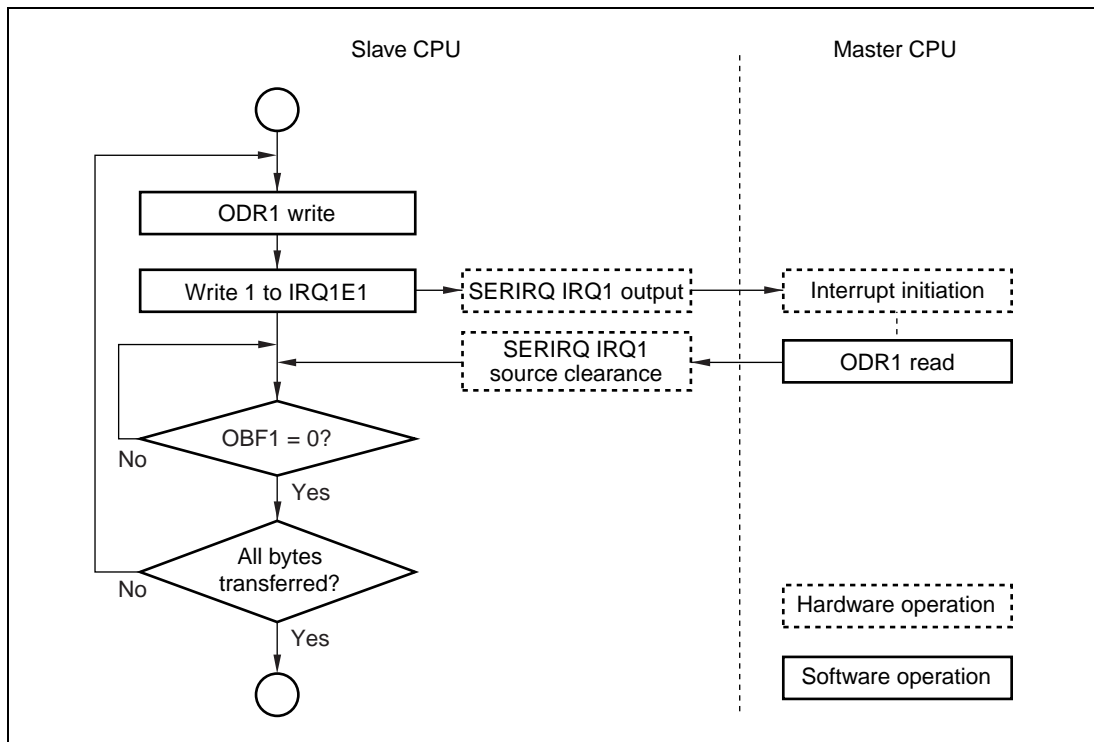 Slave CPU
Master CPU
ODR1 write
Write 1 to IRQ1E1
SERIRQ IRQ1 output
Interrupt initiation
SERIRQ IRQ1
source clearance
ODR1 read
OBF1 = 0?
No
Yes
All bytes
transferred?
No
Yes
Hardware operation
Software operation